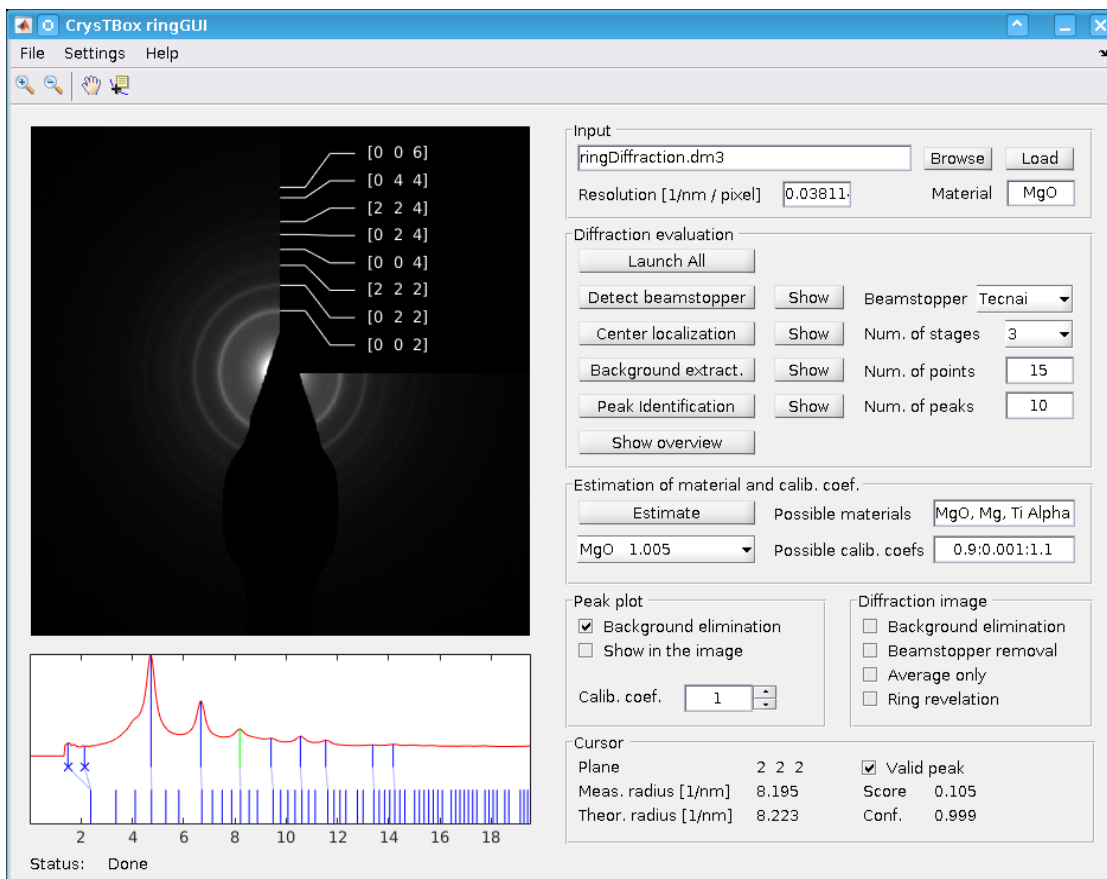 CrysTBox ringGUI
File Settings Help
[0 0 6]
[0 4 4]
[2 2 4]
[0 2 4]
[0 0 4]
[2 2 2]
[0 2 2]
[0 0 2]
2 4 6 8 10 12 14 16 18
Status: Done
Input
ringDiffraction.dm3 Browse Load
Resolution [1/nm / pixel] 0.03811 Material MgO
Diffraction evaluation
Launch All
Detect beamstopper Show Beamstopper Tecnai
Center localization Show Num. of stages 3
Background extract. Show Num. of points 15
Peak Identification Show Num. of peaks 10
Show overview
Estimation of material and calib. coef.
Estimate Possible materials MgO, Mg, Ti Alpha
MgO 1.005 Possible calib. coefs 0.9:0.001:1.1
Peak plot
Background elimination
Show in the image
Calib. coef. 1
Diffraction image
Background elimination
Beamstopper removal
Average only
Ring revelation
Cursor
Plane 2 2 2 Valid peak
Meas. radius [1/nm] 8.195 Score 0.105
Theor. radius [1/nm] 8.223 Conf. 0.999